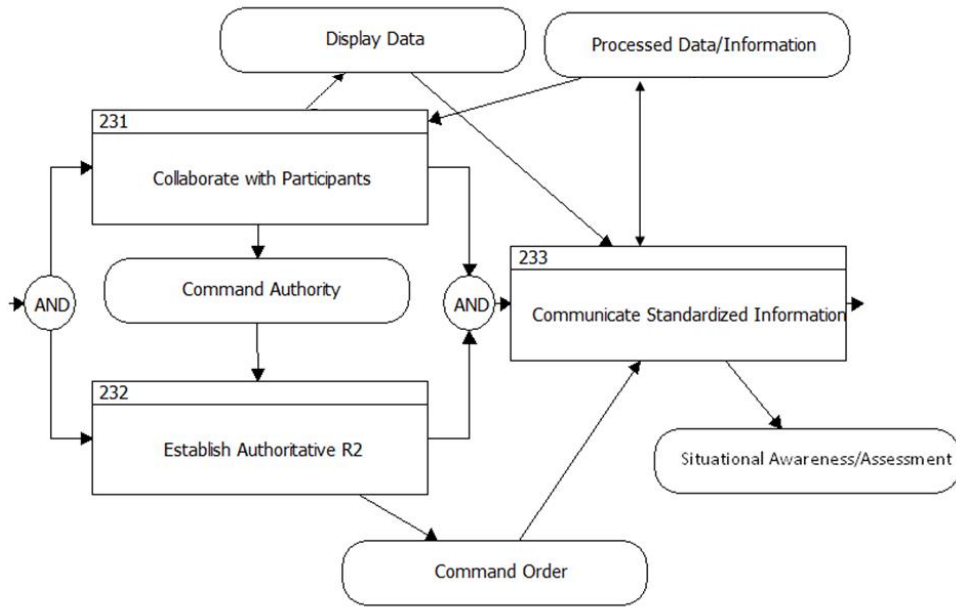 Display Data
Processed Data/Information
231
Collaborate with Participants
233
AND
Command Authority
AND
Communicate Standardized Information
232
Establish Authoritative R2
Situational Awareness/Assessment
Command Order